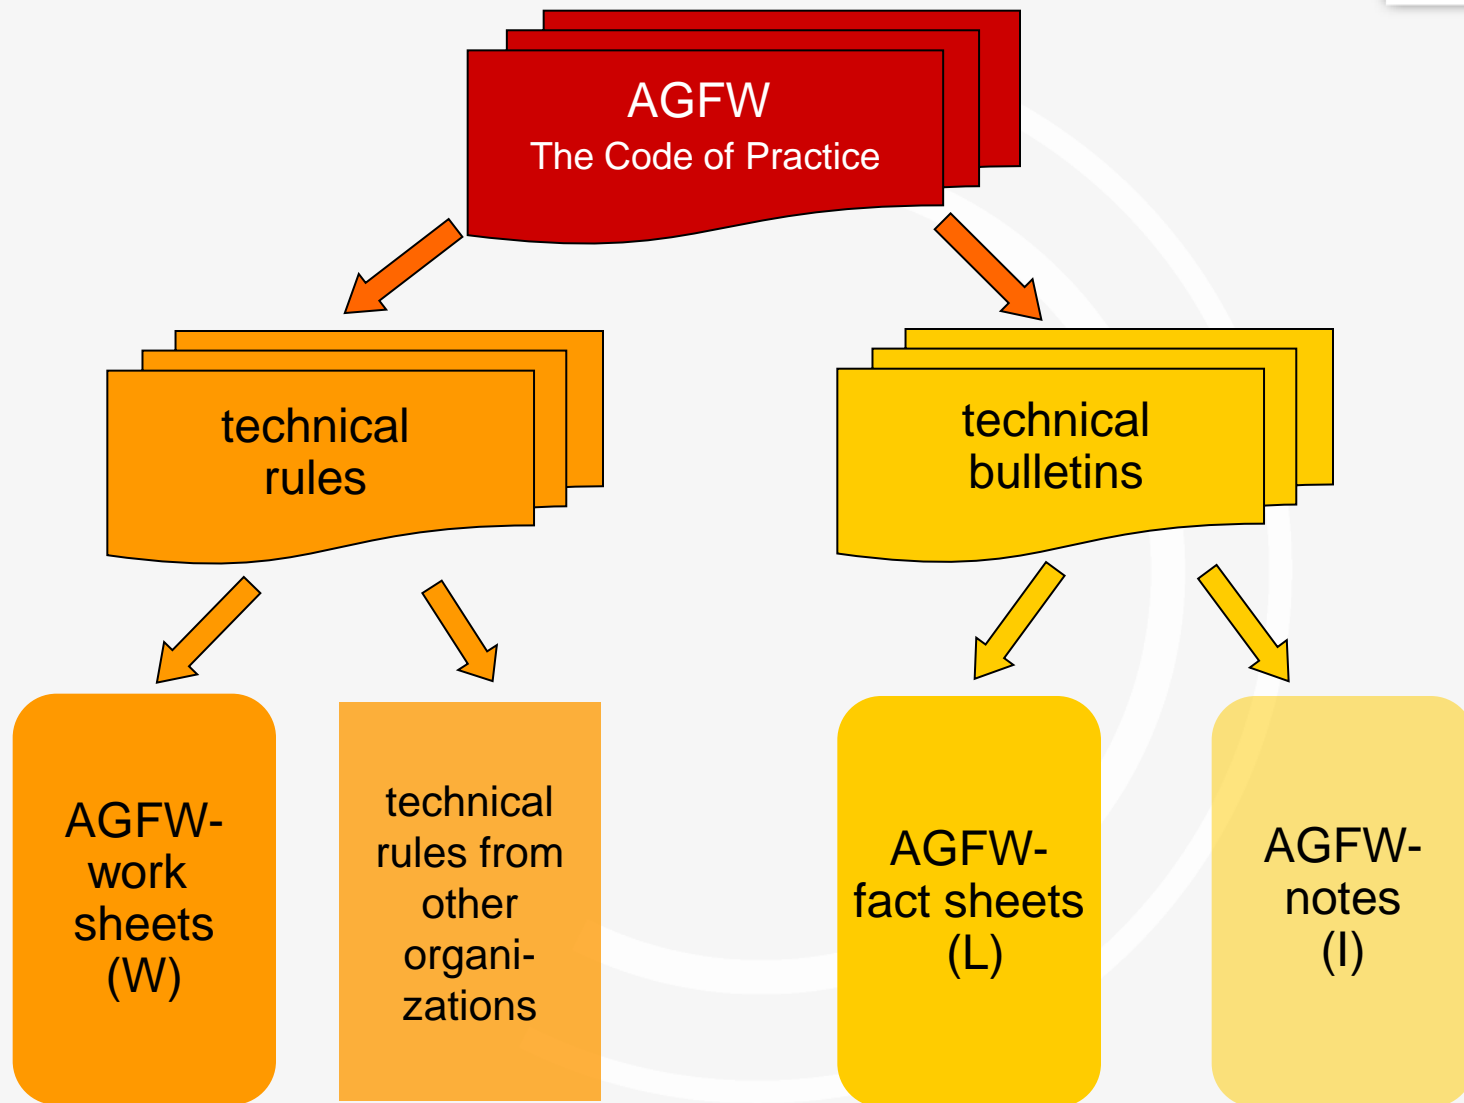 AGFW
The Code of Practice
technical
rules
technical
bulletins
AGFW-
work
sheets
(W)
technical
rules from
other
organi-
zations
AGFW-
fact sheets
(L)
AGFW-
notes
(I)